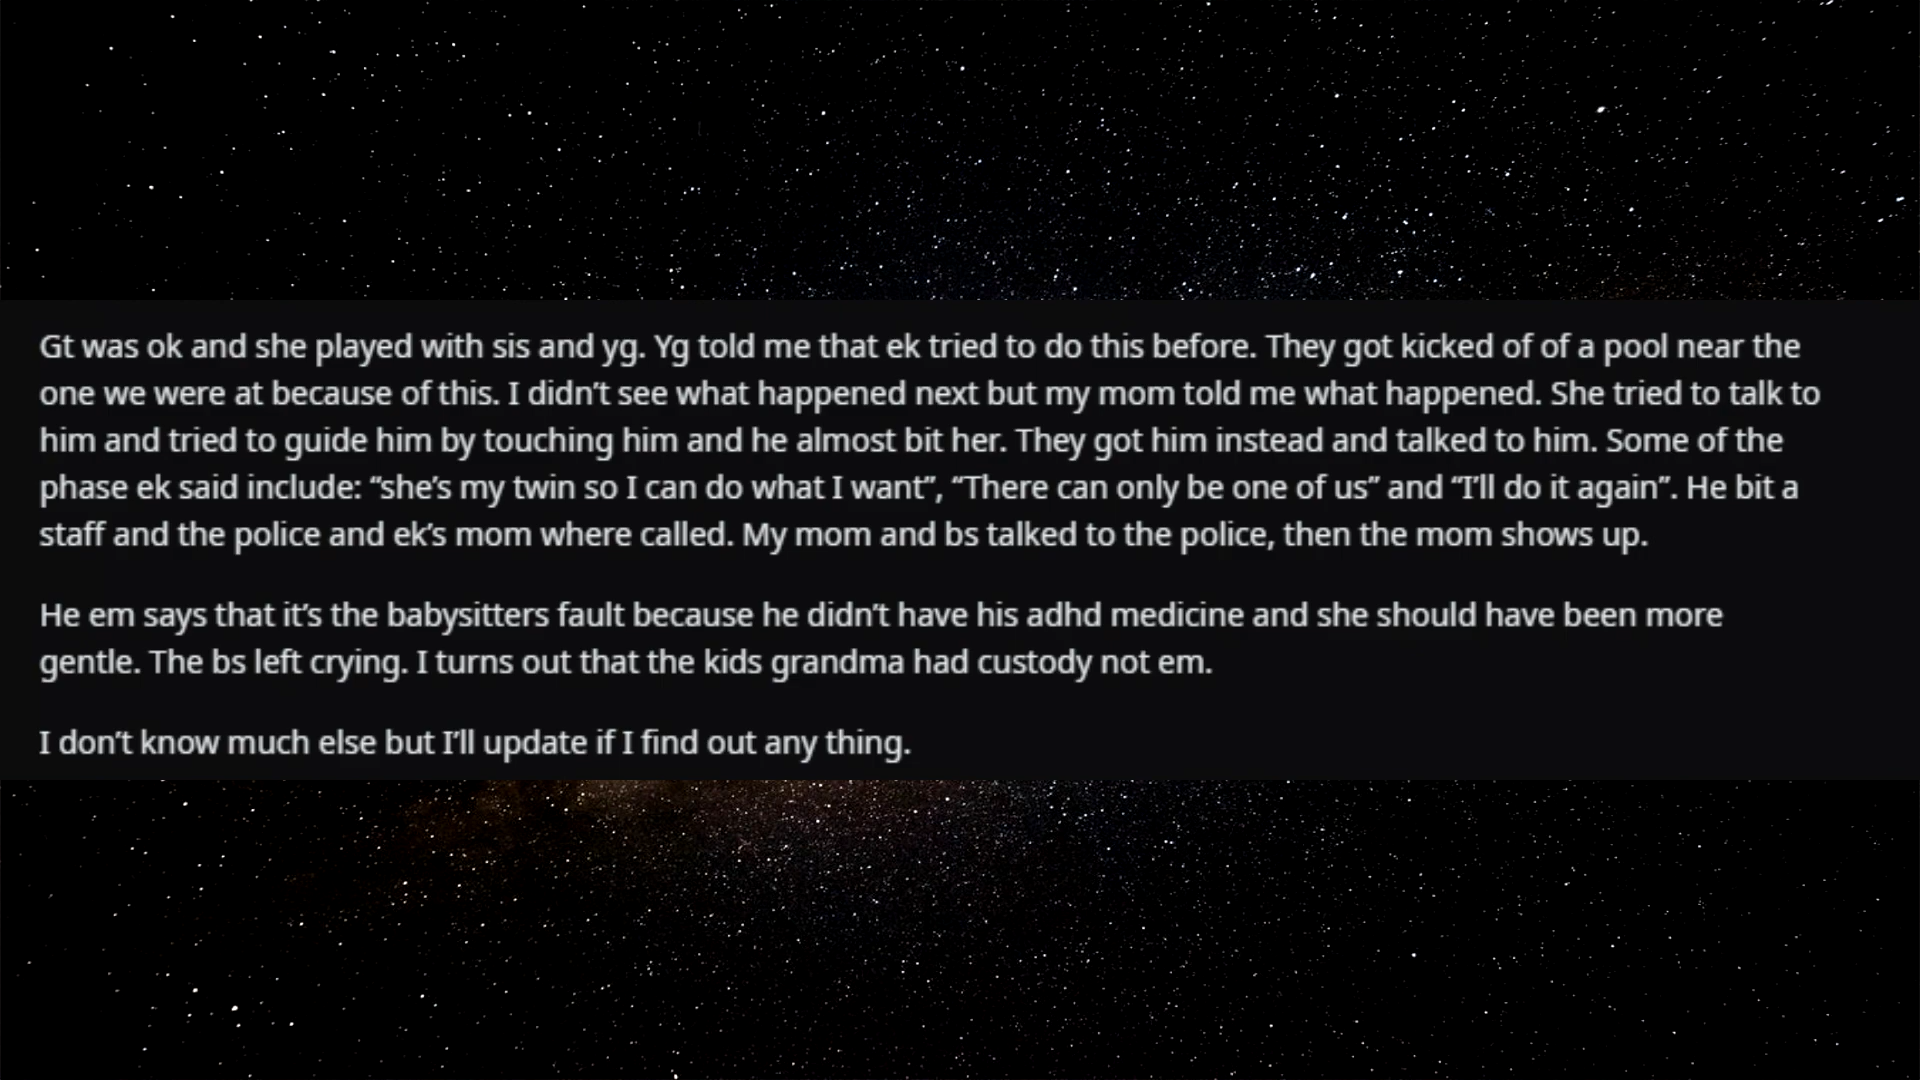 Gt was ok and she played with sis and yg. Yg told me that ek tried to do this before. They got kicked of of a pool near the
one we were at because of this. I didn’t see what happened next but my mom told me what happened. She tried to talk to
him and tried to guide him by touching him and he almost bit her. They got him instead and talked to him. Some of the
phase ek said include: “she’s my twin so I can do what I want”, “There can only be one of us” and “I’ll do it again”. He bit a
staff and the police and ek’s mom where called. My mom and bs talked to the police, then the mom shows up.
He em says that it’s the babysitters fault because he didn’t have his adhd medicine and she should have been more
gentle. The bs left crying. I turns out that the kids grandma had custody not em.
I don’t know much else but I’ll update if I find out any thing.